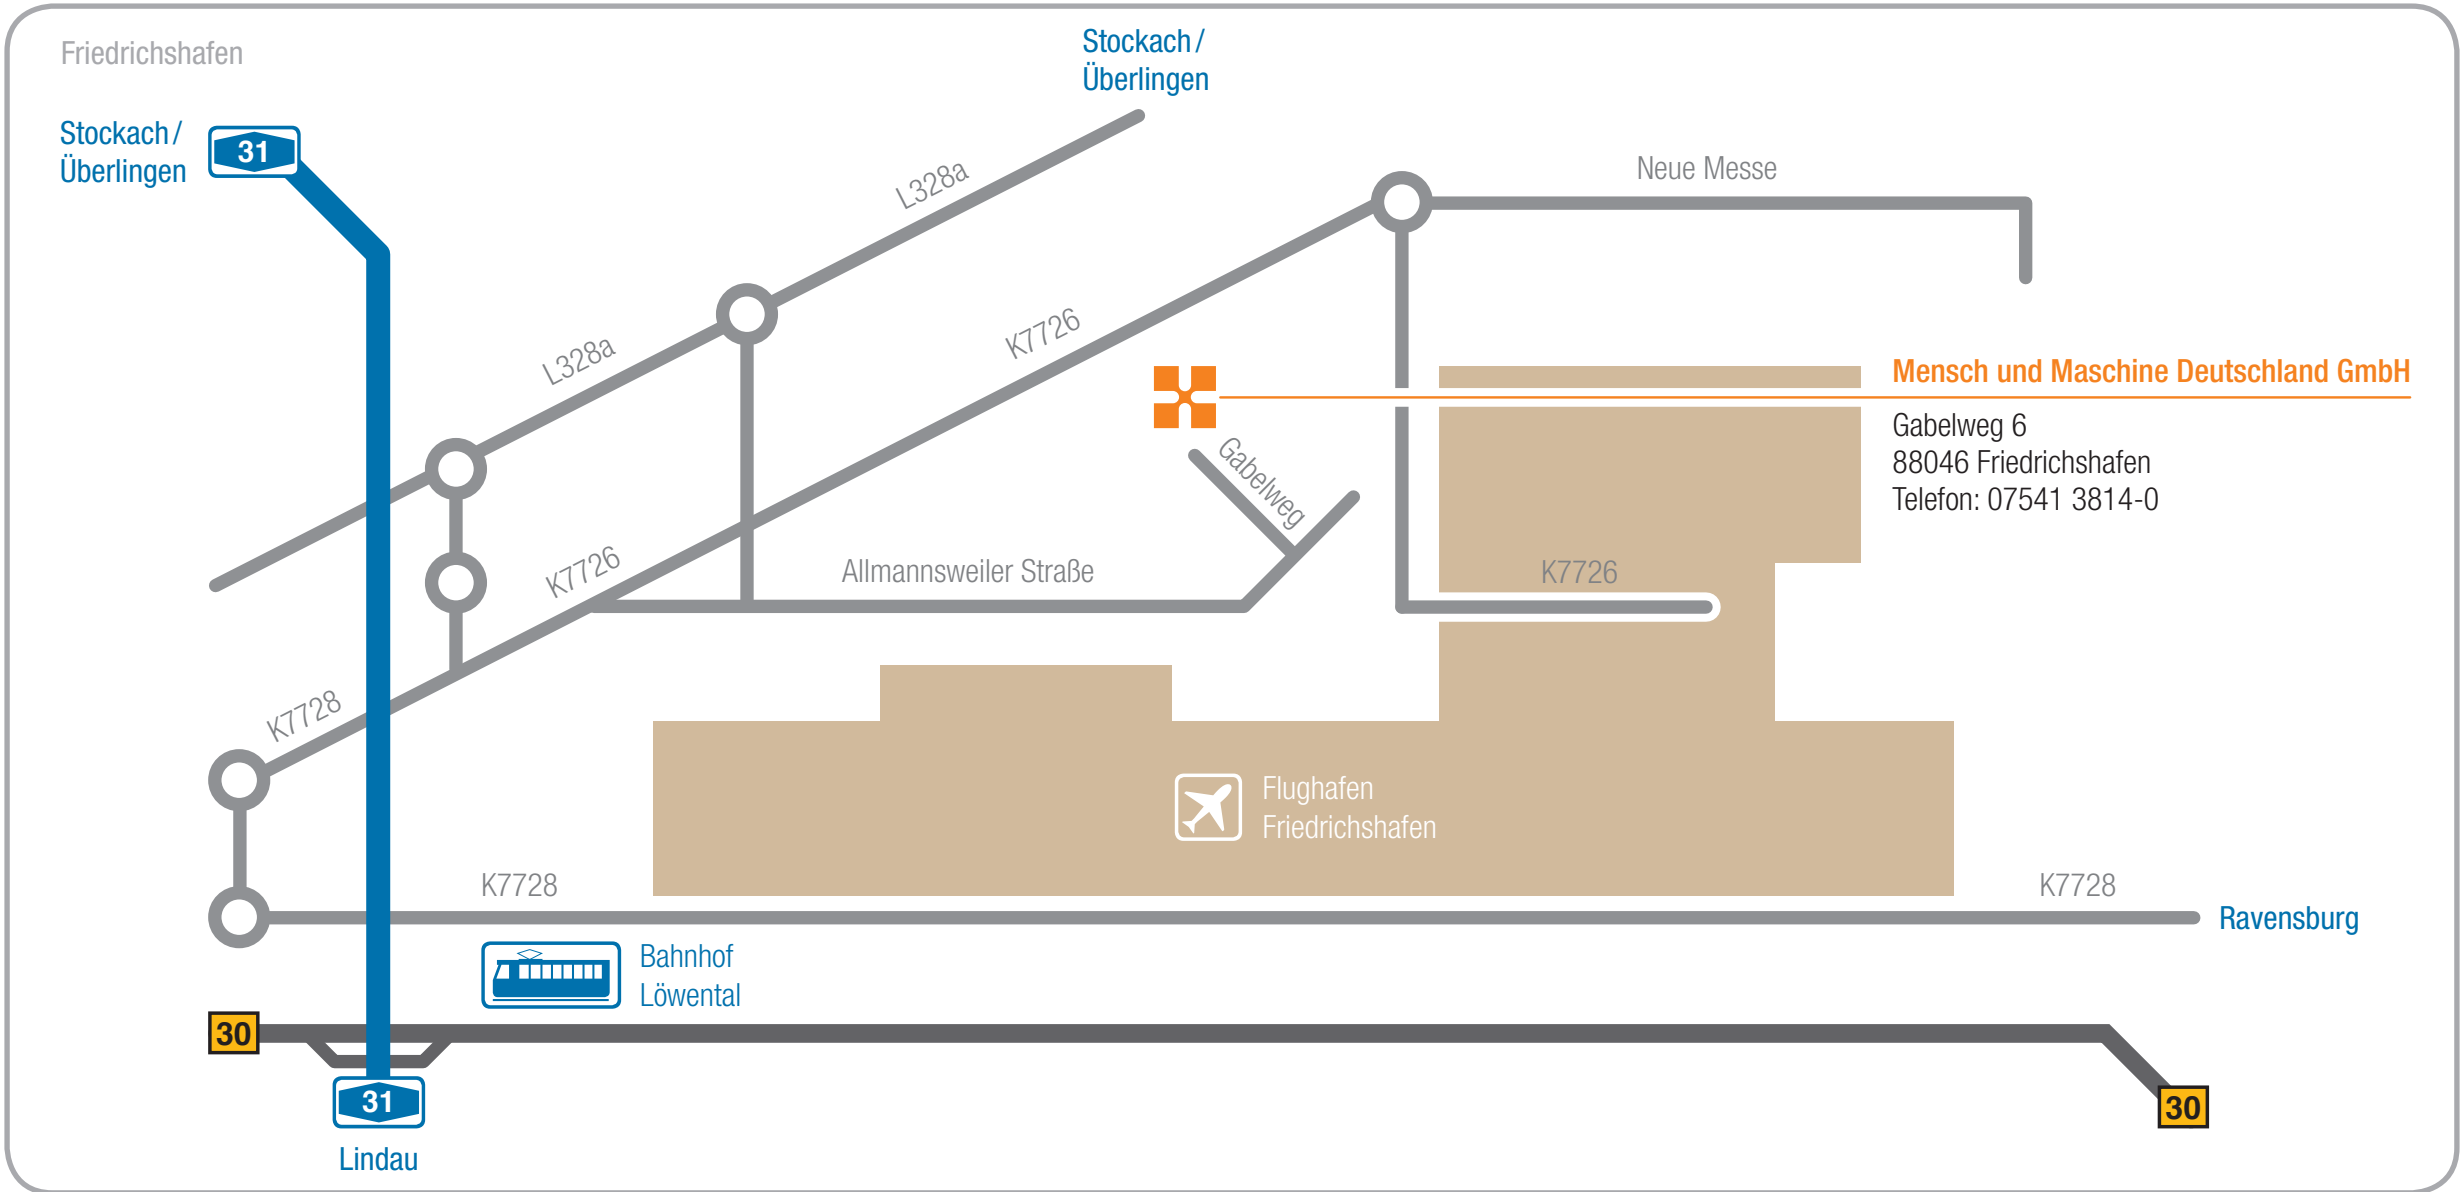 Friedrichshafen
Stockach/
Überlingen
Stockach/
Überlingen
31
L328a
Neue Messe
L328a
K7726
Mensch und Maschine Deutschland GmbH
Gabelweg 6
88046 Friedrichshafen
Telefon: 07541 3814-0
Gabelweg
K7726
Allmannsweiler Straße
K7726
K7728
Flughafen
Friedrichshafen
K7728
K7728
Ravensburg
Bahnhof
Löwental
30
31
Lindau
30